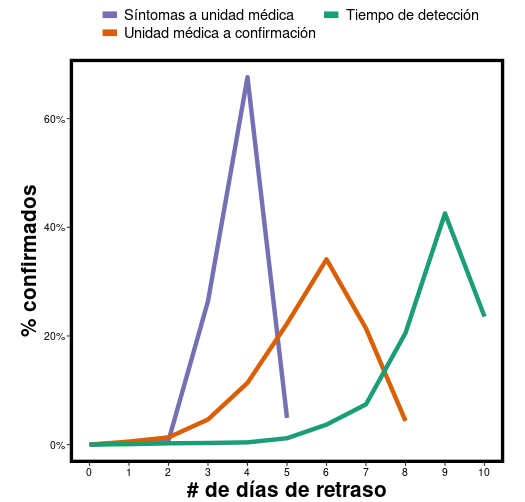 Síntomas a unidad médica
Tiempo de detección
Unidad médica a confirmación
% confirmados
60%
40%
20%
0%
0 1 2 3 4 5 6 7 8 9 10
# de días de retraso